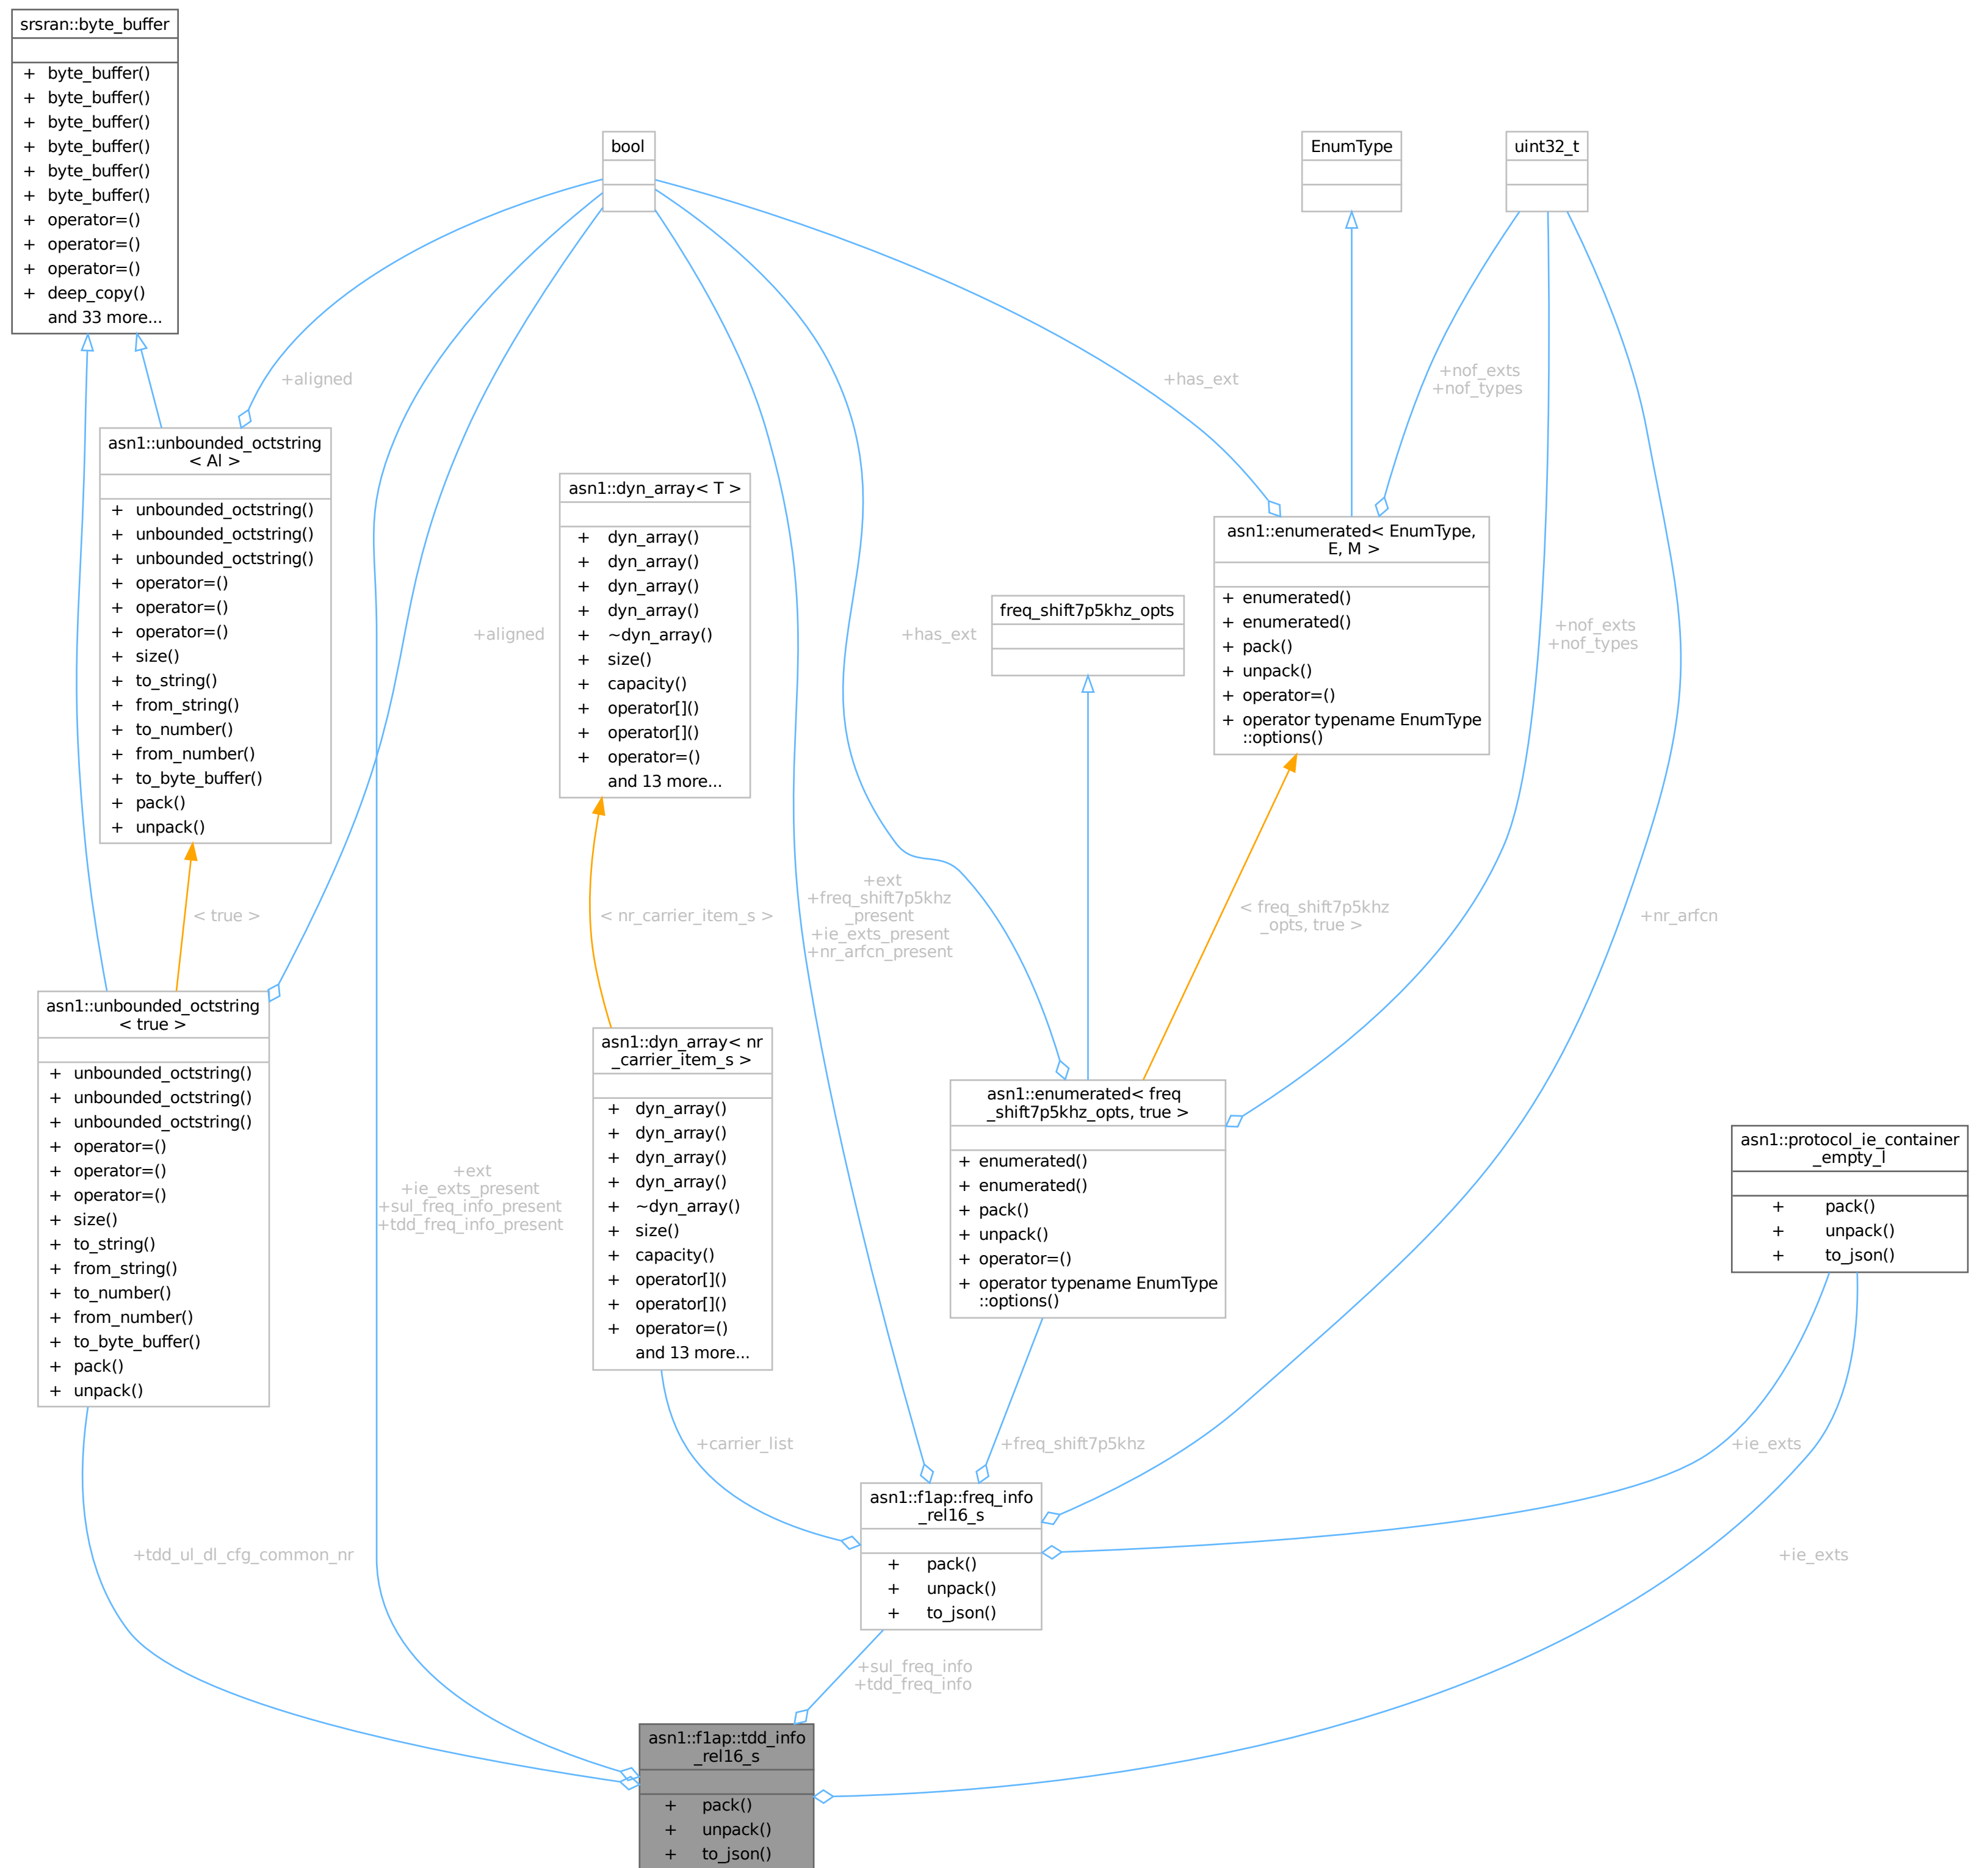 srsran::byte_buffer
+ byte_buffer()
+ byte_buffer()
+ byte_buffer()
+ byte_buffer()
+ byte_buffer()
+ byte_buffer()
+ operator=()
+ operator=()
+ operator=()
+ deep_copy()
and 33 more...
bool
EnumType
uint32_t
+aligned
+has_ext
+nof_exts
+nof_types
asn1::unbounded_octstring
< Al >
+ unbounded_octstring()
+ unbounded_octstring()
+ unbounded_octstring()
+ operator=()
+ operator=()
+ operator=()
+ size()
+ to_string()
+ from_string()
+ to_number()
+ from_number()
+ to_byte_buffer()
+ pack()
+ unpack()
+aligned
asn1::dyn_array< T >
+ dyn_array()
+ dyn_array()
+ dyn_array()
+ dyn_array()
+ ~dyn_array()
+ size()
+ capacity()
+ operator[]()
+ operator[]()
+ operator=()
and 13 more...
+has_ext
freq_shift7p5khz_opts
asn1::enumerated< EnumType,
E, M >
+ enumerated()
+ enumerated()
+ pack()
+ unpack()
+ operator=()
+ operator typename EnumType
::options()
+nof_exts
+nof_types
< true >
< nr_carrier_item_s >
+ext
+freq_shift7p5khz
_present
+ie_exts_present
+nr_arfcn_present
< freq_shift7p5khz
_opts, true >
+nr_arfcn
asn1::unbounded_octstring
< true >
+ unbounded_octstring()
+ unbounded_octstring()
+ unbounded_octstring()
+ operator=()
+ operator=()
+ operator=()
+ size()
+ to_string()
+ from_string()
+ to_number()
+ from_number()
+ to_byte_buffer()
+ pack()
+ unpack()
+ext
+ie_exts_present
+sul_freq_info_present
+tdd_freq_info_present
asn1::dyn_array< nr
_carrier_item_s >
+ dyn_array()
+ dyn_array()
+ dyn_array()
+ dyn_array()
+ ~dyn_array()
+ size()
+ capacity()
+ operator[]()
+ operator[]()
+ operator=()
and 13 more...
asn1::enumerated< freq
_shift7p5khz_opts, true >
+ enumerated()
+ enumerated()
+ pack()
+ unpack()
+ operator=()
+ operator typename EnumType
::options()
asn1::protocol_ie_container
_empty_l
+ pack()
+ unpack()
+ to_json()
+carrier_list
+freq_shift7p5khz
+ie_exts
asn1::f1ap::freq_info
_rel16_s
+ pack()
+ unpack()
+ to_json()
+tdd_ul_dl_cfg_common_nr
+ie_exts
+sul_freq_info
+tdd_freq_info
asn1::f1ap::tdd_info
_rel16_s
+ pack()
+ unpack()
+ to_json()